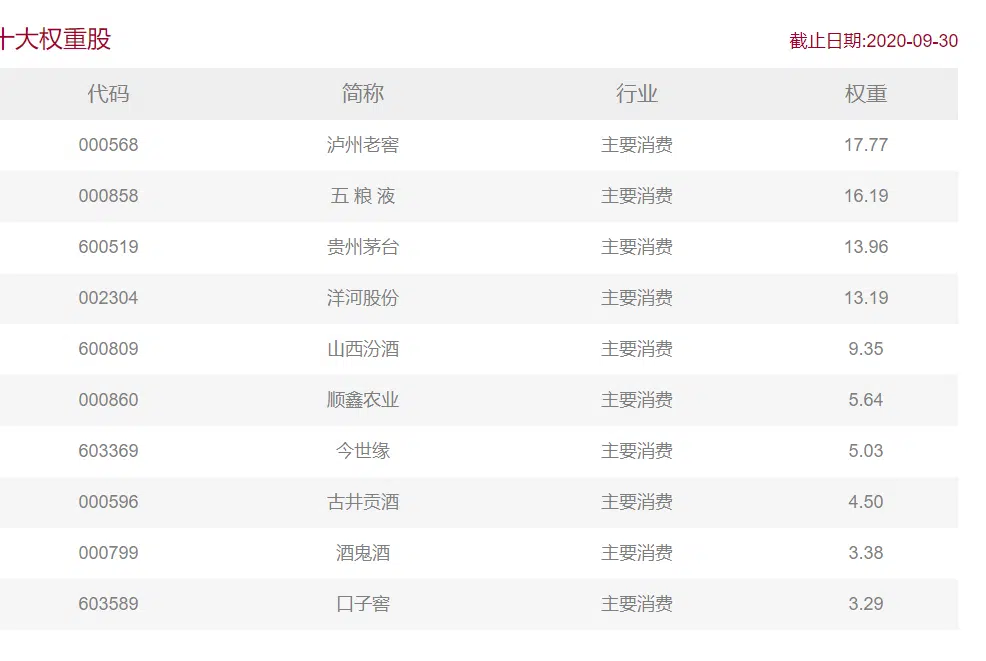 十大权重股 截止日期:2020-09-30
代码 简称 行业 权重
000568 泸州老窖 主要消费 17.77
000858 五 粮 液 主要消费 16.19
600519 贵州茅台 主要消费 13.96
002304 洋河股份 主要消费 13.19
600809 山西汾酒 主要消费 9.35
000860 顺鑫农业 主要消费 5.64
603369 今世缘 主要消费 5.03
000596 古井贡酒 主要消费 4.50
000799 酒鬼酒 主要消费 3.38
603589 口子窖 主要消费 3.29